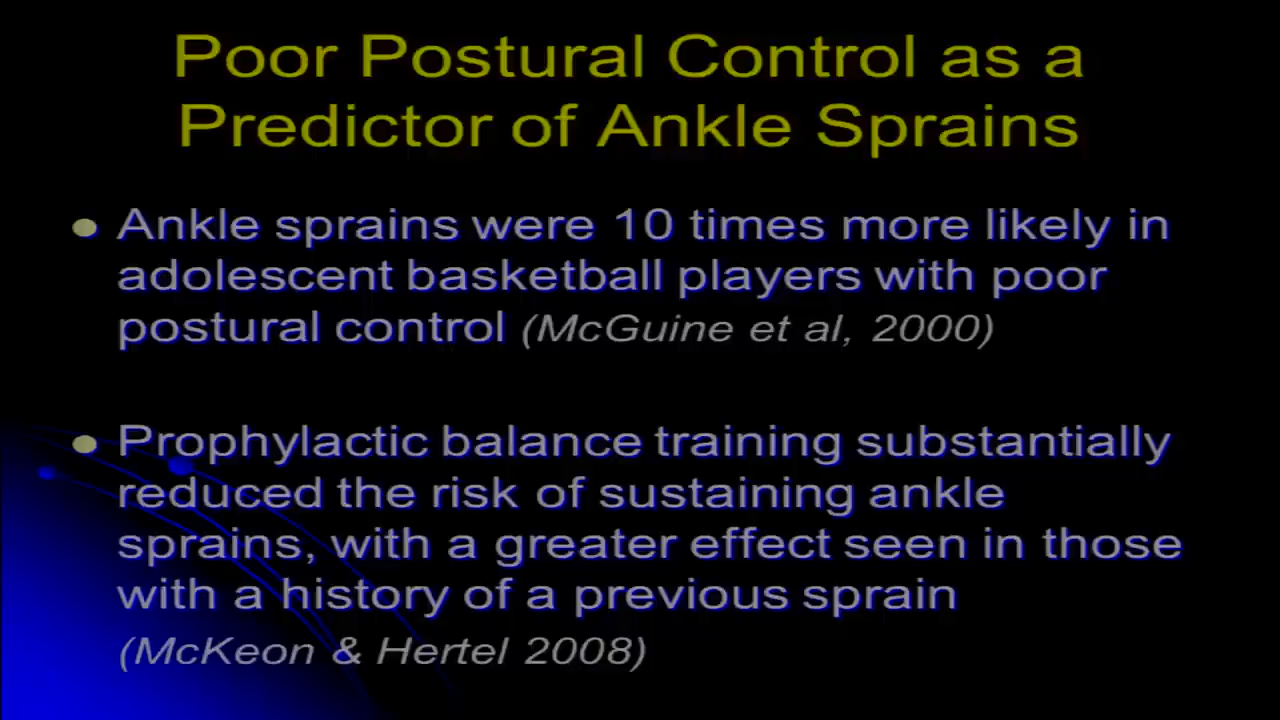 Poor Postural Control as a
Predictor of Ankle Sprains
Ankle sprains were 10 times more likely in
adolescent basketball players with poor
postural control (McGuine et al, 2000)
Prophylactic balance training substantially
reduced the risk of sustaining ankle
sprains, with a greater effect seen in those
with a history of a previous sprain
(McKeon & Hertel 2008)